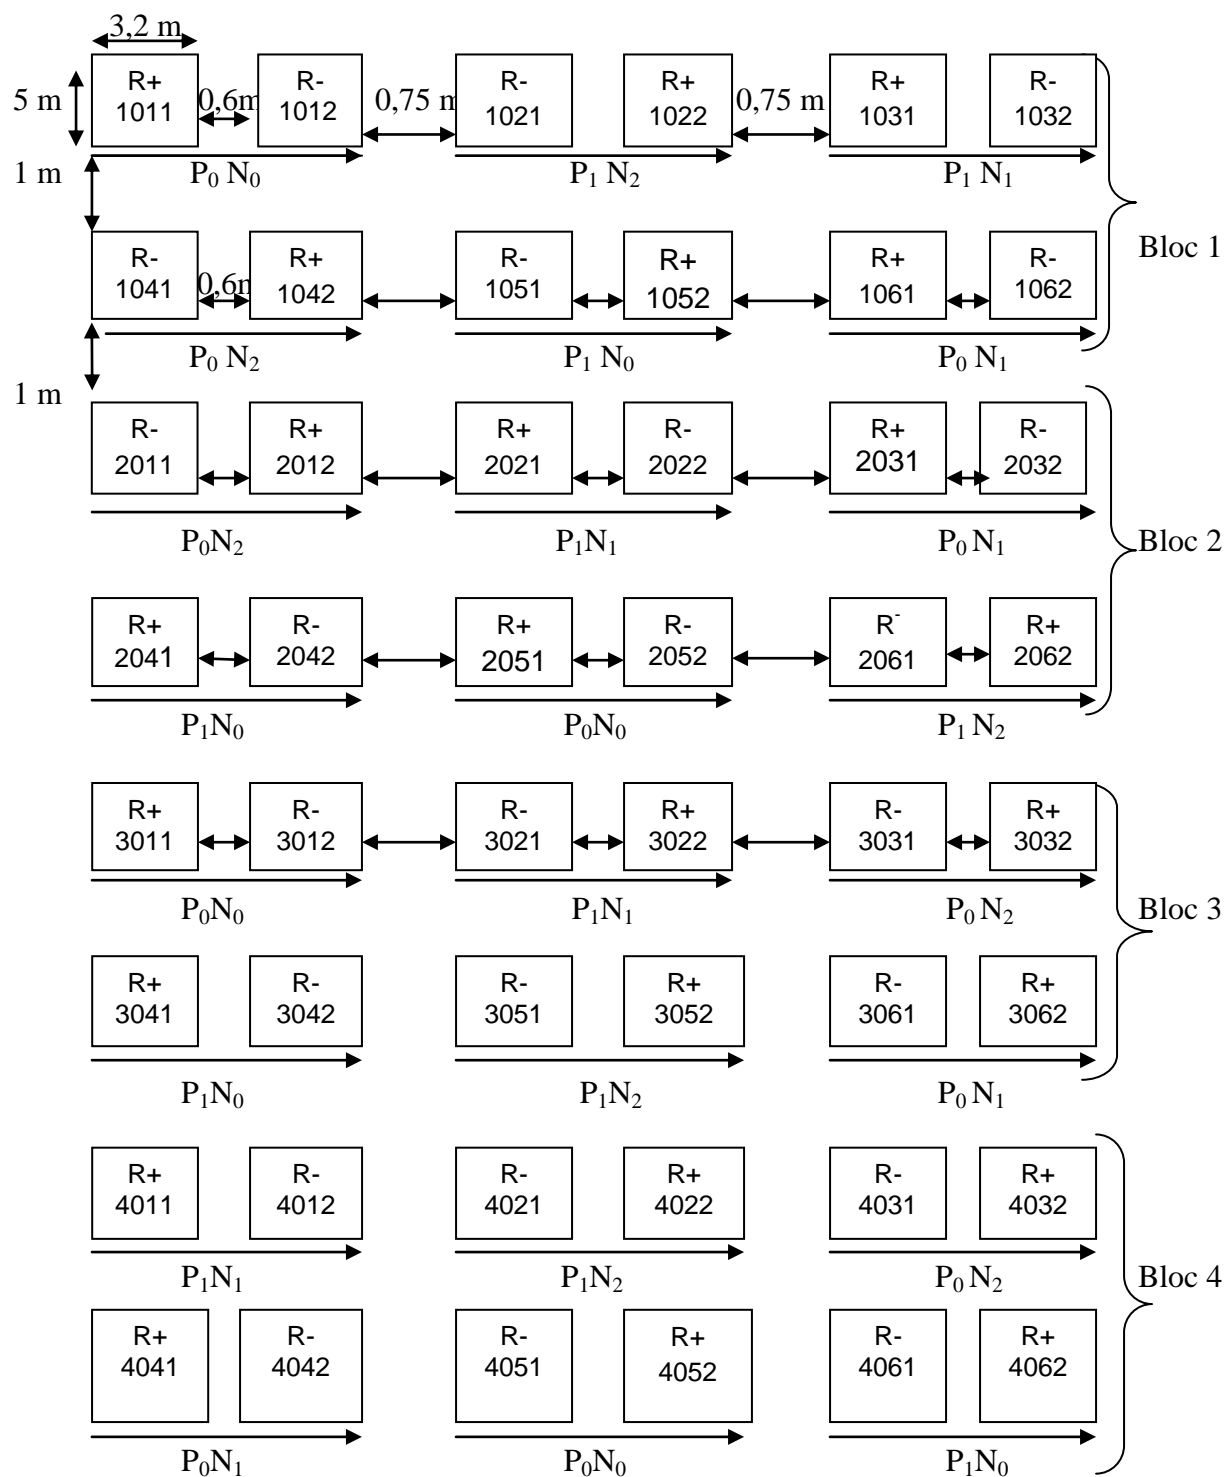 3,2 m
R+ R- R- R+ R+ R-
5 m 1011 0,6m 1012 0,75 m 1021 1022 0,75 m 1031 1032
1 m P₀ N₀ P₁ N₂ P₁ N₁
R- R+ R- R+ R+ R- Bloc 1
1041 0,6m 1042 1051 1052 1061 1062
P₀ N₂ P₁ N₀ P₀ N₁
1 m
R- R+ R+ R- R+ R-
2011 2012 2021 2022 2031 2032
P₀N₂ P₁N₁ P₀ N₁ Bloc 2
R+ R- R+ R- R⁻ R+
2041 2042 2051 2052 2061 2062
P₁N₀ P₀N₀ P₁ N₂
R+ R- R- R+ R- R+
3011 3012 3021 3022 3031 3032
P₀N₀ P₁N₁ P₀ N₂ Bloc 3
R+ R- R- R+ R- R+
3041 3042 3051 3052 3061 3062
P₁N₀ P₁N₂ P₀ N₁
R+ R- R- R+ R- R+
4011 4012 4021 4022 4031 4032
P₁N₁ P₁N₂ P₀ N₂ Bloc 4
R+ R- R- R+ R- R+
4041 4042 4051 4052 4061 4062
P₀N₁ P₀N₀ P₁N₀